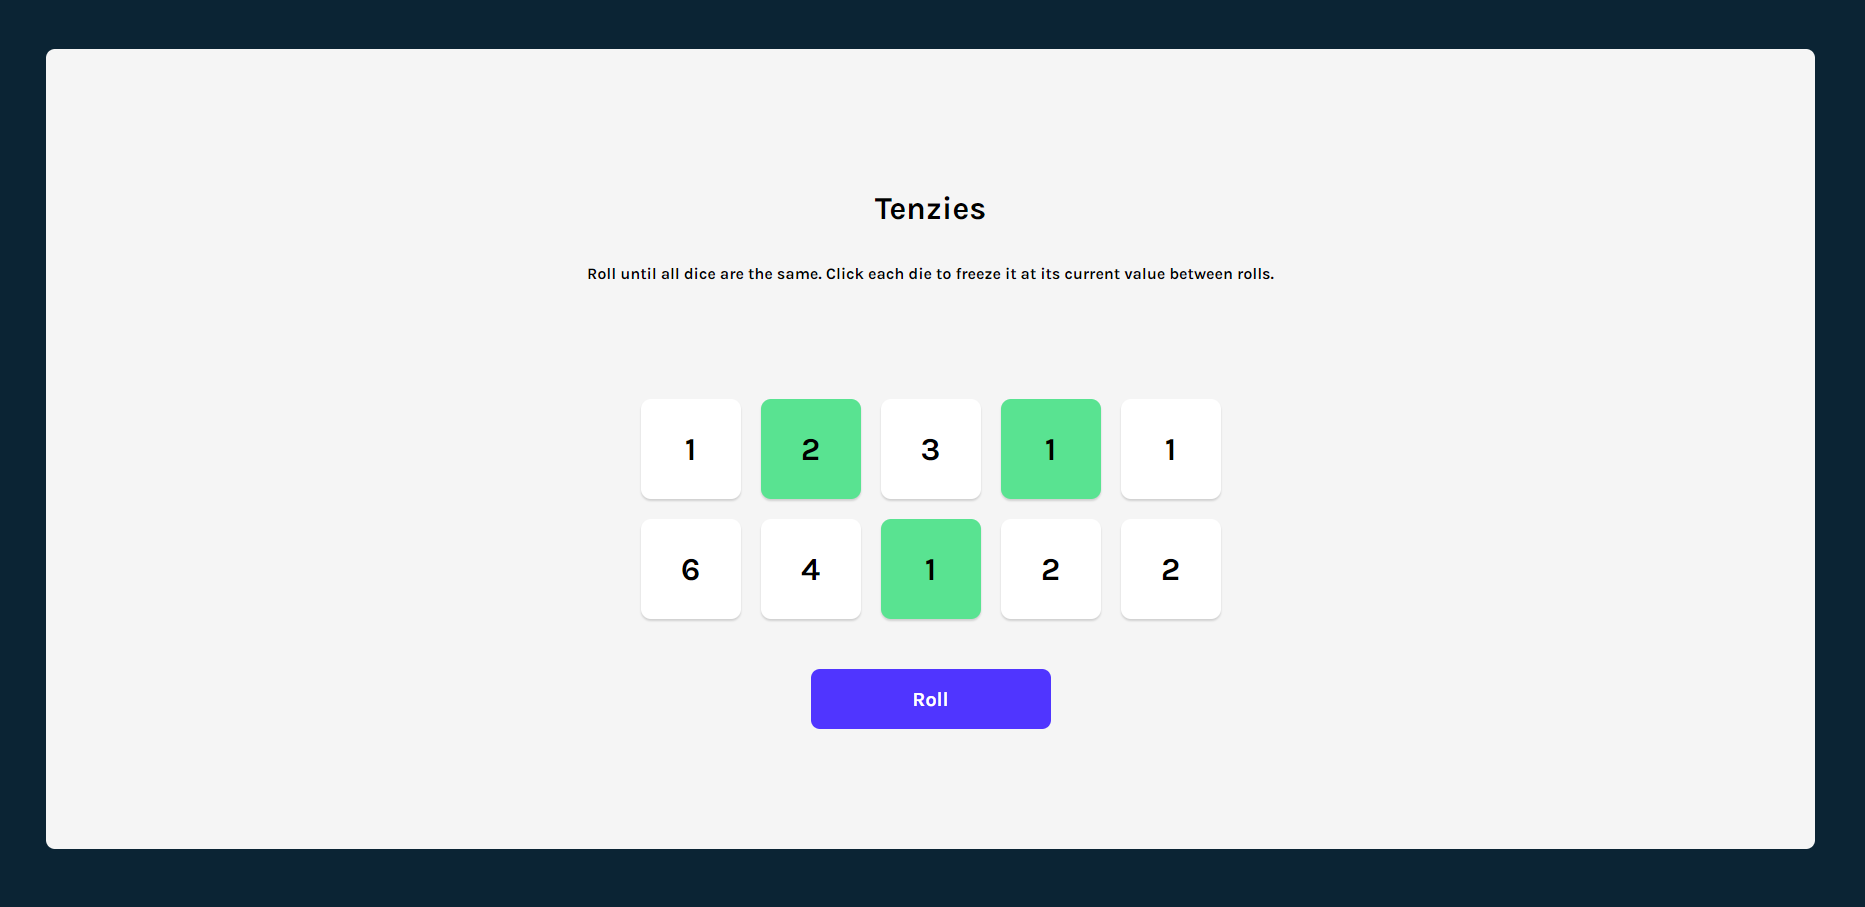 Tenzies
Roll until all dice are the same. Click each die to freeze it at its current value between rolls.
1 2 3 1 1
6 4 1 2 2
Roll